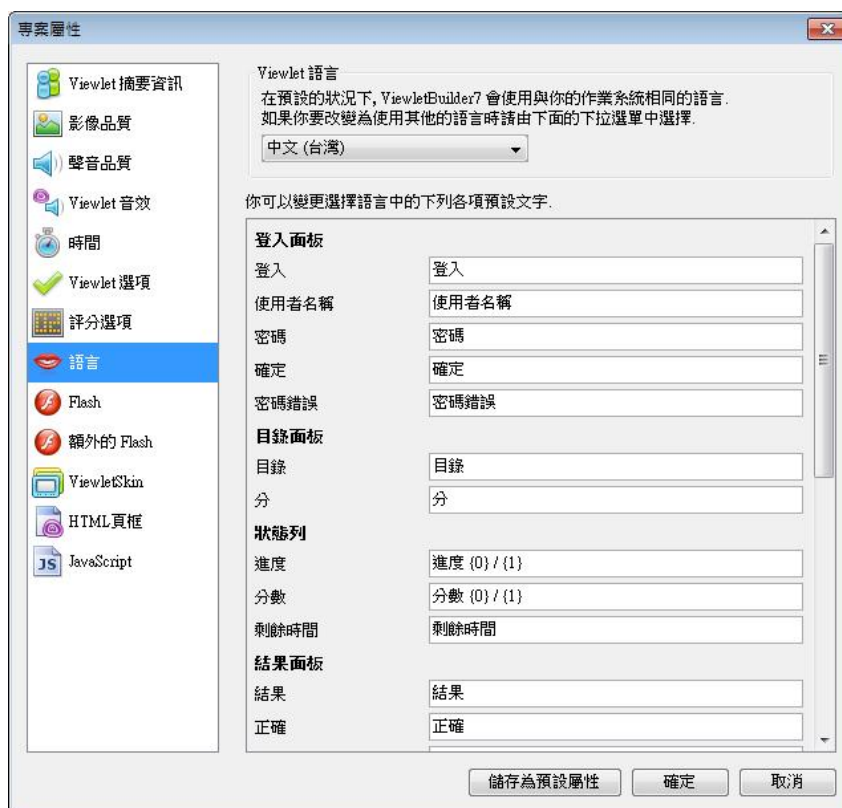 專案屬性
Viewlet 摘要資訊
影像品質
聲音品質
Viewlet 音效
時間
Viewlet 選項
評分選項
語言
Flash
額外的 Flash
ViewletSkin
HTML頁框
JS JavaScript
Viewlet 語言
在預設的狀況下, ViewletBuilder7 會使用與你的作業系統相同的語言.
如果你要改變為使用其他的語言時請由下面的下拉選單中選擇.
中文 (台灣)
你可以變更選擇語言中的下列各項預設文字.
登入面板
登入 登入
使用者名稱 使用者名稱
密碼 密碼
確定 確定
密碼錯誤 密碼錯誤
目錄面板
目錄 目錄
分 分
狀態列
進度 進度 {0} / {1}
分數 分數 {0} / {1}
剩餘時間 剩餘時間
結果面板
結果 結果
正確 正確
儲存為預設屬性 確定 取消